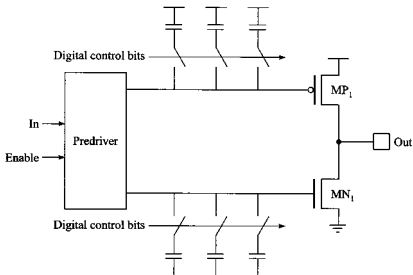 Digital control bits
MP1
In
Predriver
Out
Enable
MN1
Digital control bits